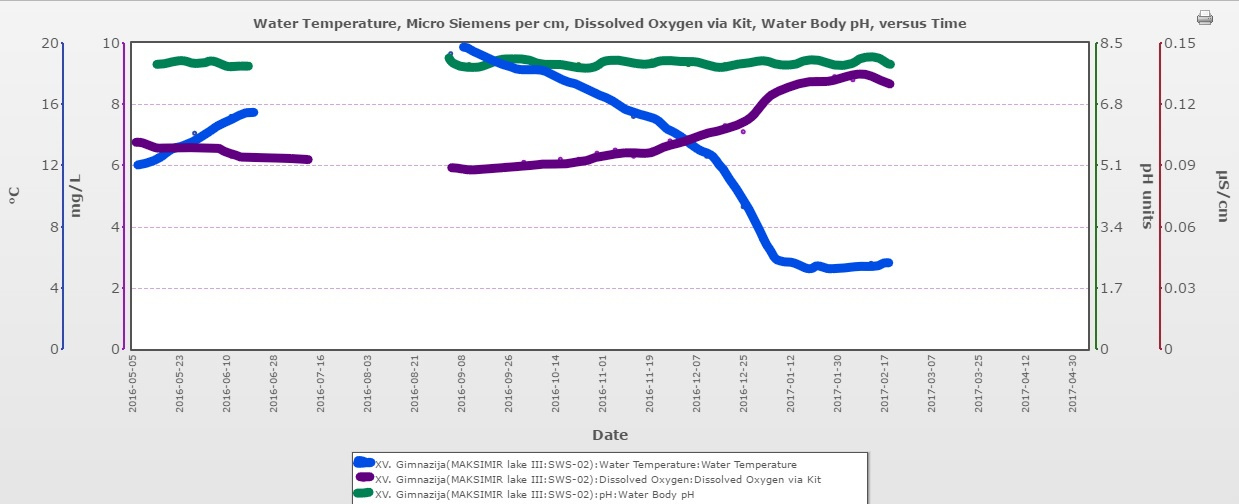 Water Temperature, Micro Siemens per cm, Dissolved Oxygen via Kit, Water Body pH, versus Time
20 10 8.5 0.15
16 8 6.8 0.12
12 6 5.1 0.09
8 4 3.4 0.06
4 2 1.7 0.03
0 0 0 0
°C
mg/L
pH units
µS/cm
2016-05-05
2016-05-23
2016-06-10
2016-06-28
2016-07-16
2016-08-03
2016-08-21
2016-09-08
2016-09-26
2016-10-14
2016-11-01
2016-11-19
2016-12-07
2016-12-25
2017-01-12
2017-01-30
2017-02-17
2017-03-07
2017-03-25
2017-04-12
2017-04-30
Date
XV. Gimnazija(MAKSIMIR lake III:SWS-02):Water Temperature:Water Temperature
XV. Gimnazija(MAKSIMIR lake III:SWS-02):Dissolved Oxygen:Dissolved Oxygen via Kit
XV. Gimnazija(MAKSIMIR lake III:SWS-02):pH:Water Body pH